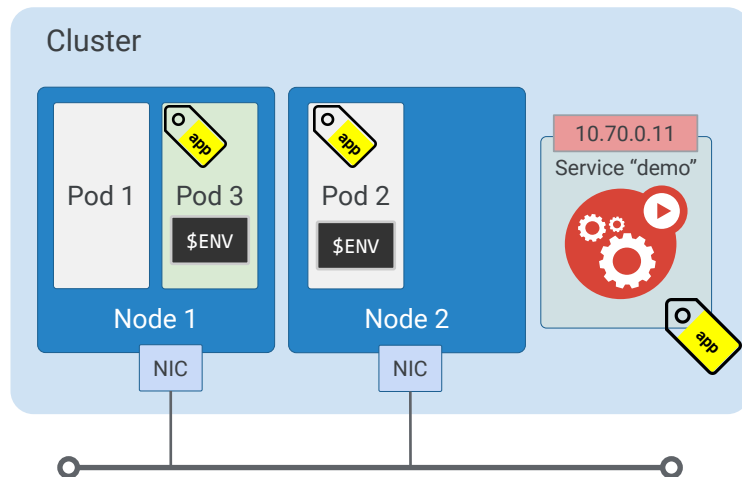 Cluster
Pod 1
app
Pod 3
$ENV
Node 1
NIC
app
Pod 2
$ENV
Node 2
NIC
10.70.0.11
Service “demo”
app